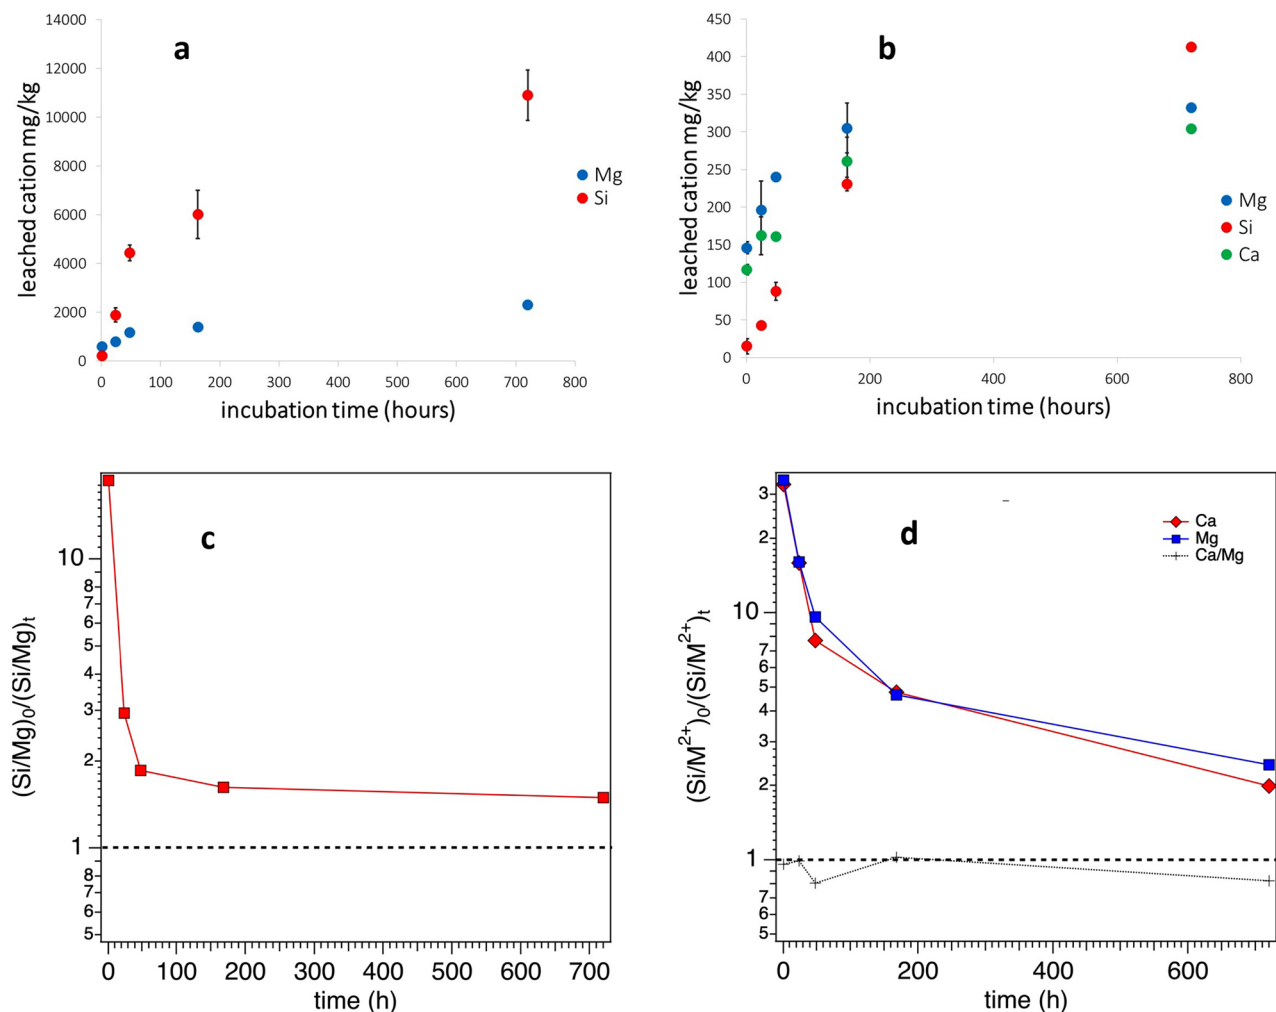 a
14000
12000
10000
8000
6000
4000
2000
0
0 100 200 300 400 500 600 700 800
leached cation mg/kg
incubation time (hours)
Mg
Si
b
450
400
350
300
250
200
150
100
50
0
0 200 400 600 800
leached cation mg/kg
incubation time (hours)
Mg
Si
Ca
c
10
8
7
6
5
4
3
2
1
8
7
6
5
0 100 200 300 400 500 600 700
(Si/Mg)₀/(Si/Mg)ₜ
time (h)
d
3
2
10
7
6
5
4
3
2
1
7
6
5
0 200 400 600
(Si/M²⁺)₀/(Si/M²⁺)ₜ
time (h)
Ca
Mg
Ca/Mg